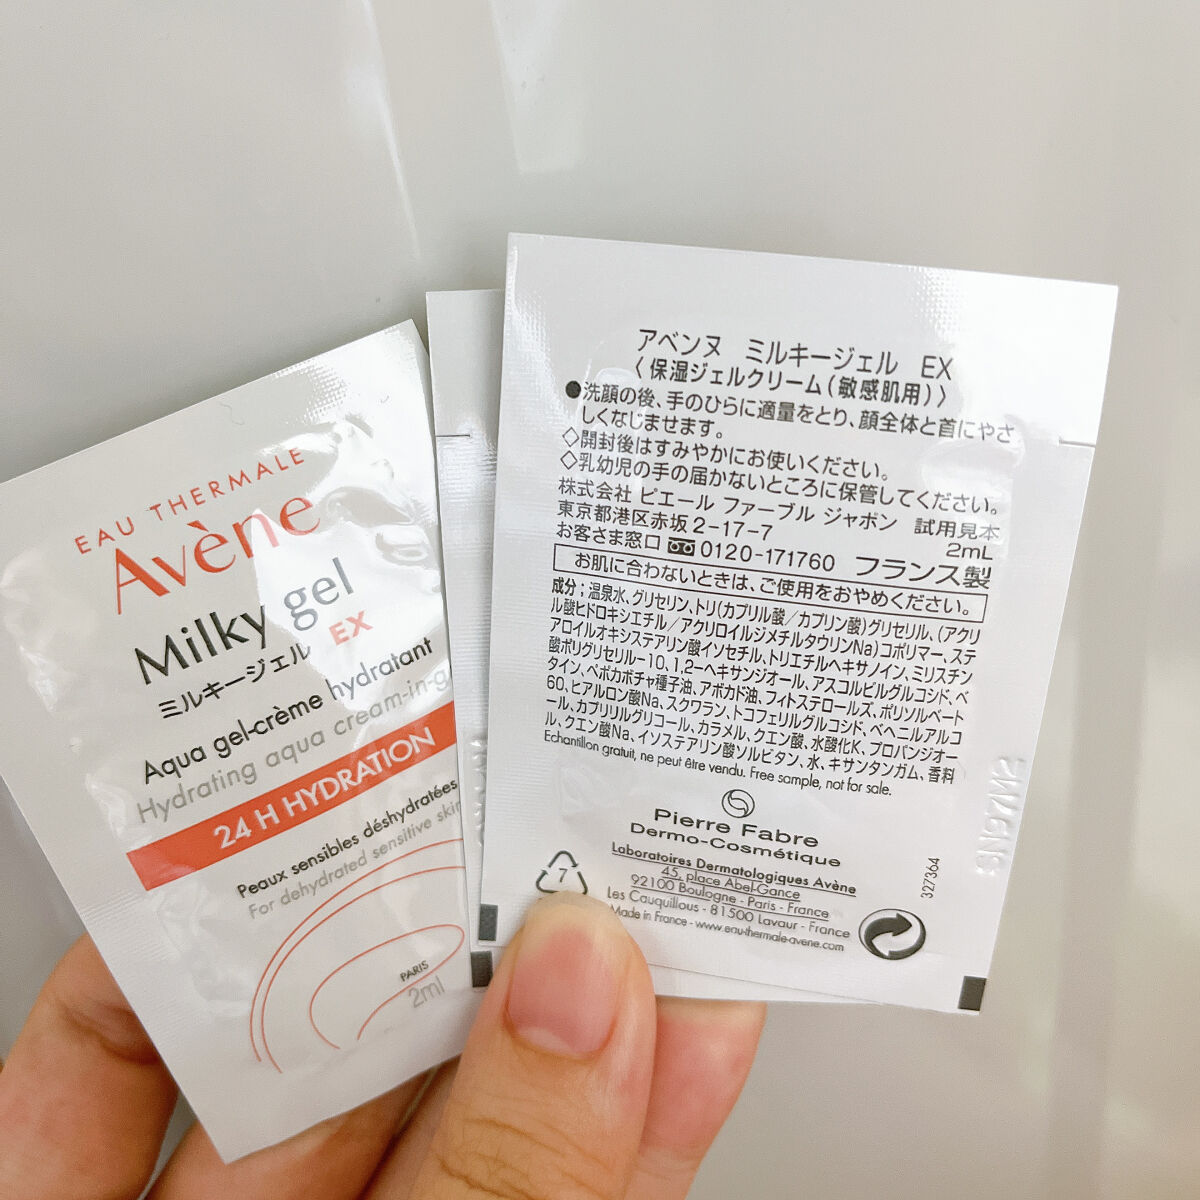 EAU THERMALE
Avène
Milky gel
ミルキージェル EX
Aqua gel-crème hydratant
Hydrating aqua cream-in-g
24 H HYDRATION
Peaux sensibles déshydratées
For dehydrated sensitive skin
PARIS
2ml
アベンヌ ミルキージェル EX
〈保湿ジェルクリーム(敏感肌用)〉
●洗顔の後、手のひらに適量をとり、顔全体と首にやさ
しくなじませます。
◇開封後はすみやかにお使いください。
◇乳幼児の手の届かないところに保管してください。
株式会社 ピエール ファーブル ジャポン 試用見本
東京都港区赤坂2-17-7 2mL
お客さま窓口 0120-171760 フランス製
お肌に合わないときは、ご使用をおやめください。
成分;温泉水、グリセリン、トリ(カプリル酸/カプリン酸)グリセリル、(アクリ
ル酸ヒドロキシエチル/アクリロイルジメチルタウリンNa)コポリマー、ステ
アロイルオキシステアリン酸イソセチル、トリエチルヘキサノイン、ミリスチン
酸ポリグリセリル-10、1,2-ヘキサンジオール、アスコルビルグルコシド、ベ
タイン、ペポカボチャ種子油、アボカド油、フィトステロールズ、ポリソルベート
60、ヒアルロン酸Na、スクワラン、トコフェリルグルコシド、ベヘニルアルコ
ール、カプリリルグリコール、カラメル、クエン酸、水酸化K、プロパンジオー
ル、クエン酸Na、イソステアリン酸ソルビタン、水、キサンタンガム、香料
Echantillon gratuit, ne peut être vendu. Free sample, not for sale.
Pierre Fabre
Dermo-Cosmétique
Laboratoires Dermatologiques Avène
45, place Abel-Gance
92100 Boulogne - Paris - France
Les Cauquillous - 81500 Lavaur - France
Made in France - www.eau-thermale-avene.com
7
327364